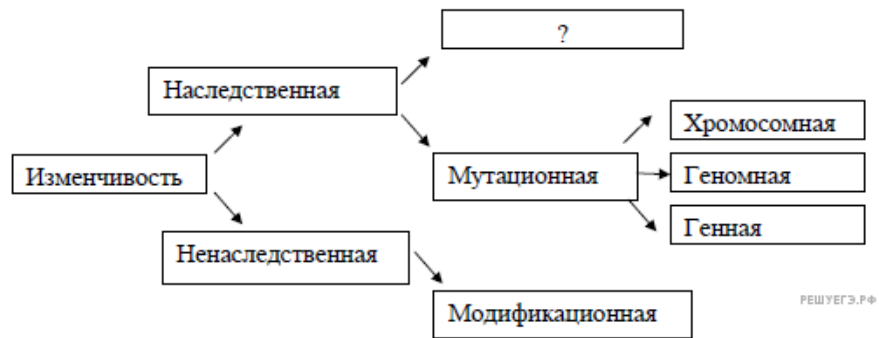 ?
Наследственная
Хромосомная
Изменчивость
Мутационная
Геномная
Генная
Ненаследственная
Модификационная
РЕШУЕГЭ.РФ